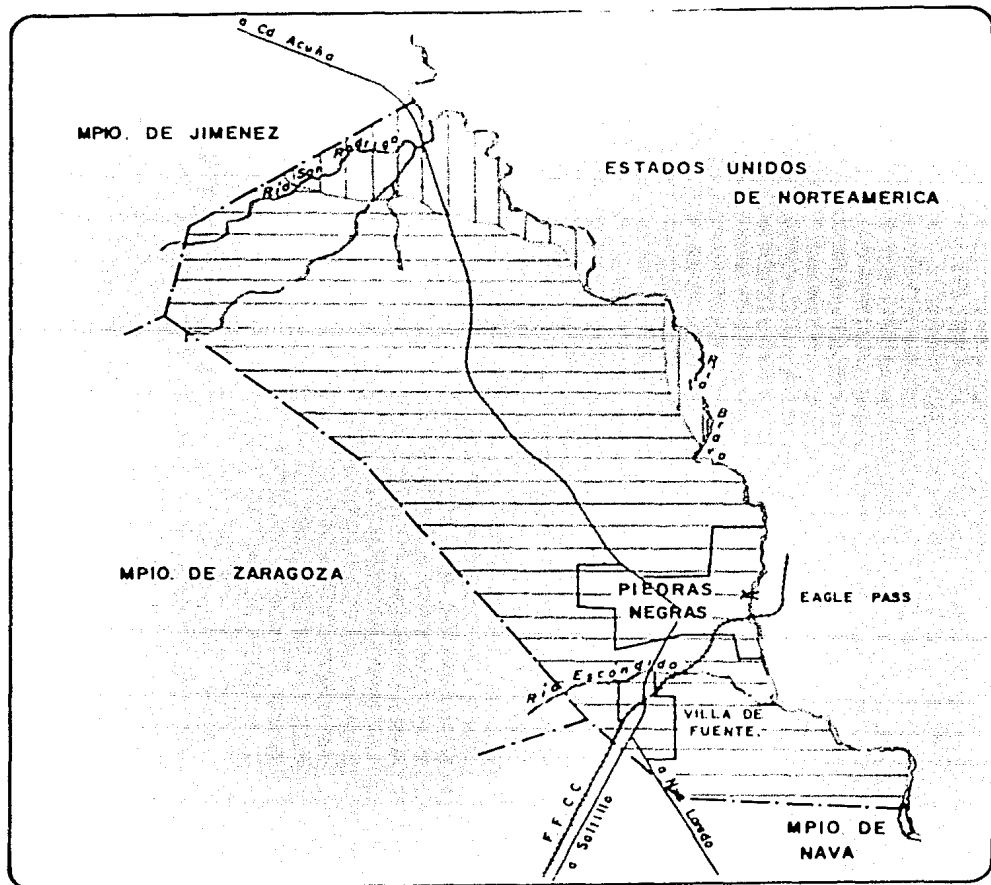 a Cd Acuña
MPIO. DE JIMENEZ
Rio San Rodrigo
ESTADOS UNIDOS
DE NORTEAMERICA
Rio Bravo
MPIO. DE ZARAGOZA
PIEDRAS
NEGRAS
EAGLE PASS
Rio Escondido
VILLA DE
FUENTE.
F.F.C.C.
a Saltillo
a Nvo Laredo
MPIO. DE
NAVA